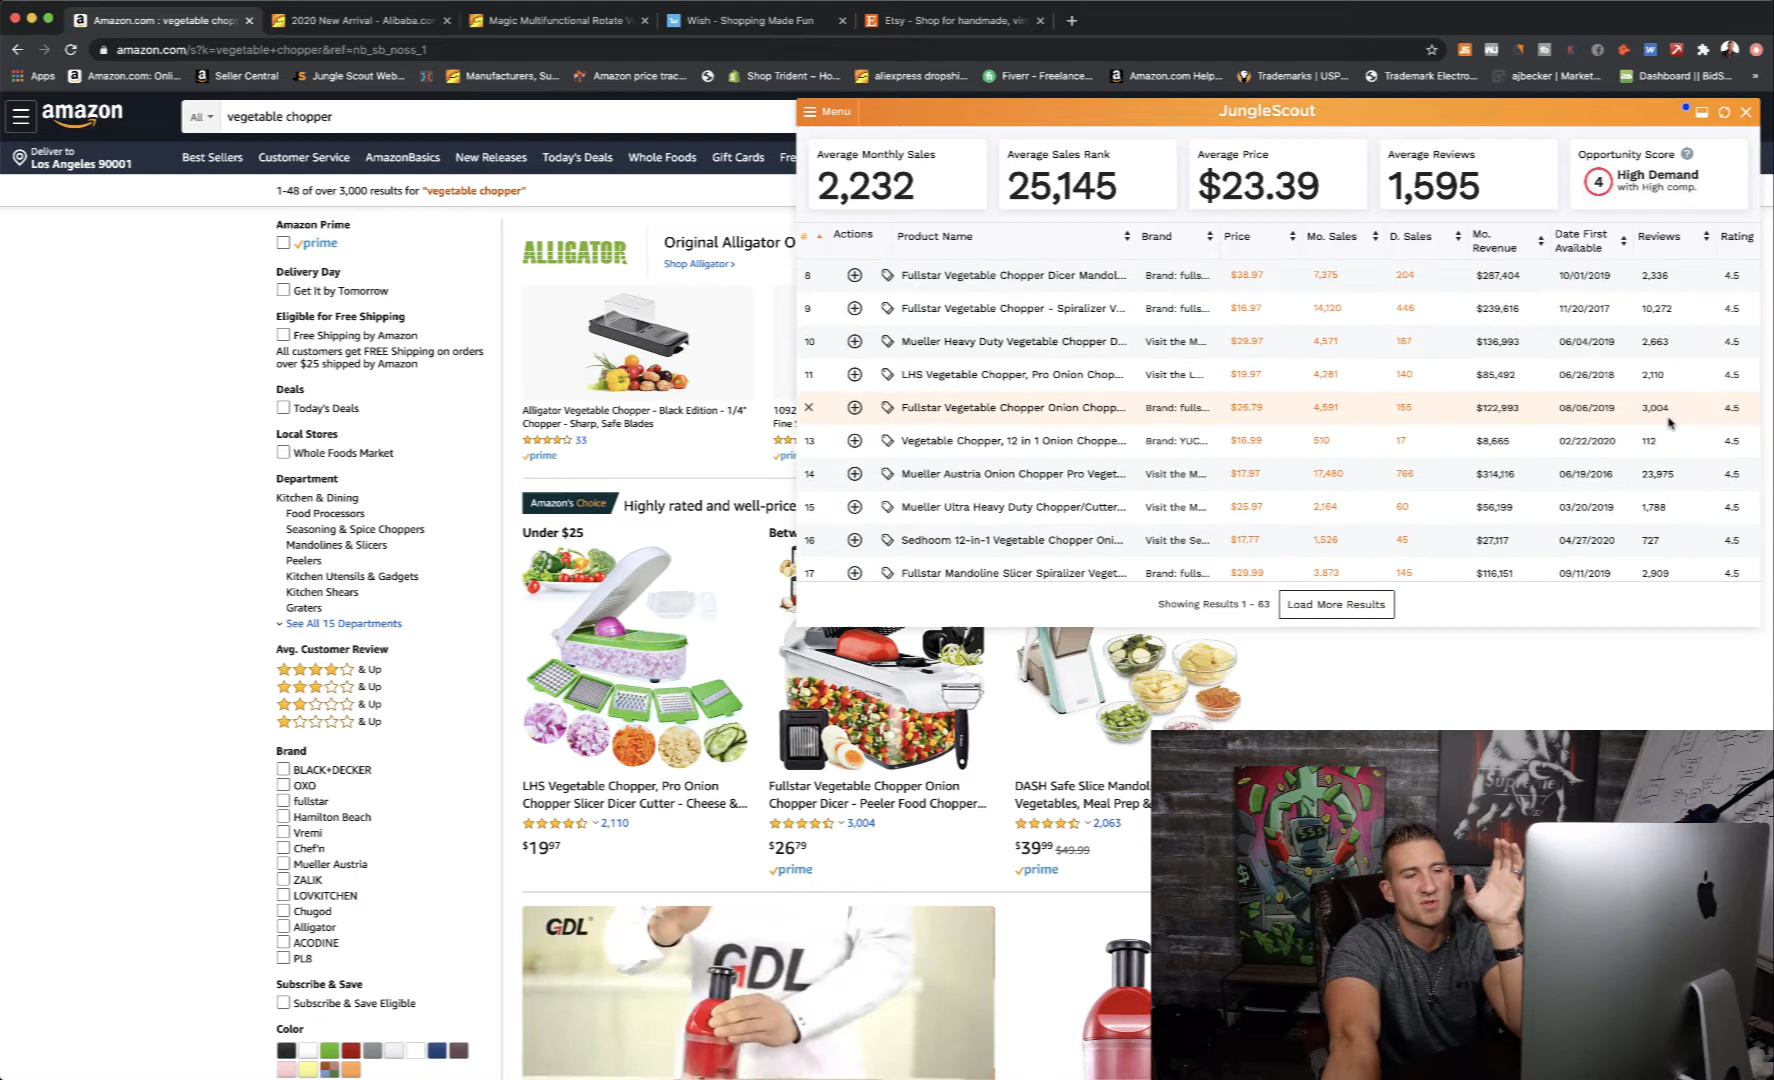 Amazon.com : vegetable chop
2020 New Arrival - Alibaba.co
Magic Multifunctional Rotate V
Wish - Shopping Made Fun
Etsy - Shop for handmade, vin
amazon.com/s?k=vegetable+chopper&ref=nb_sb_noss_1
Apps
Amazon.com: Onli...
Seller Central
Jungle Scout Web...
Manufacturers, Su...
Amazon price trac...
Shop Trident ~ Ho...
aliexpress dropshi...
Fiverr - Freelance...
Amazon.com Help...
Trademarks | USP...
Trademark Electro...
ajbecker | Market...
Dashboard || BidS...
amazon
All
vegetable chopper
Deliver to
Los Angeles 90001
Best Sellers
Customer Service
AmazonBasics
New Releases
Today's Deals
Whole Foods
Gift Cards
Fre
1-48 of over 3,000 results for "vegetable chopper"
Menu
JungleScout
Average Monthly Sales
2,232
Average Sales Rank
25,145
Average Price
$23.39
Average Reviews
1,595
Opportunity Score
4
High Demand
with High comp.
# Actions Product Name Brand Price Mo. Sales D. Sales Mo. Revenue Date First Available Reviews Rating
8 Fullstar Vegetable Chopper Dicer Mandol... Brand: fulls... $38.97 7,375 204 $287,404 10/01/2019 2,336 4.5
9 Fullstar Vegetable Chopper - Spiralizer V... Brand: fulls... $16.97 14,120 446 $239,616 11/20/2017 10,272 4.5
10 Mueller Heavy Duty Vegetable Chopper D... Visit the M... $29.97 4,571 187 $136,993 06/04/2019 2,663 4.5
11 LHS Vegetable Chopper, Pro Onion Chop... Visit the L... $19.97 4,281 140 $85,492 06/26/2018 2,110 4.5
Fullstar Vegetable Chopper Onion Chopp... Brand: fulls... $26.79 4,591 155 $122,993 08/06/2019 3,004 4.5
13 Vegetable Chopper, 12 in 1 Onion Choppe... Brand: YUC... $16.99 510 17 $8,665 02/22/2020 112 4.5
14 Mueller Austria Onion Chopper Pro Veget... Visit the M... $17.97 17,480 766 $314,116 06/19/2016 23,975 4.5
15 Mueller Ultra Heavy Duty Chopper/Cutter... Visit the M... $25.97 2,164 60 $56,199 03/20/2019 1,788 4.5
16 Sedhoom 12-in-1 Vegetable Chopper Oni... Visit the Se... $17.77 1,526 45 $27,117 04/27/2020 727 4.5
17 Fullstar Mandoline Slicer Spiralizer Veget... Brand: fulls... $29.99 3,873 145 $116,151 09/11/2019 2,909 4.5
Showing Results 1 - 63
Load More Results
Amazon Prime
prime
Delivery Day
Get It by Tomorrow
Eligible for Free Shipping
Free Shipping by Amazon
All customers get FREE Shipping on orders
over $25 shipped by Amazon
Deals
Today's Deals
Local Stores
Whole Foods Market
Department
Kitchen & Dining
Food Processors
Seasoning & Spice Choppers
Mandolines & Slicers
Peelers
Kitchen Utensils & Gadgets
Kitchen Shears
Graters
See All 15 Departments
Avg. Customer Review
& Up
& Up
& Up
& Up
Brand
BLACK+DECKER
OXO
fullstar
Hamilton Beach
Vremi
Chef'n
Mueller Austria
ZALIK
LOVKITCHEN
Chugod
Alligator
ACODINE
PL8
Subscribe & Save
Subscribe & Save Eligible
Color
ALLIGATOR
Original Alligator O
Shop Alligator >
Alligator Vegetable Chopper - Black Edition - 1/4"
Chopper - Sharp, Safe Blades
33
prime
1092
Fine S
prin
Amazon's Choice
Highly rated and well-price
Under $25
Betw
LHS Vegetable Chopper, Pro Onion
Chopper Slicer Dicer Cutter - Cheese &...
2,110
$19.97
Fullstar Vegetable Chopper Onion
Chopper Dicer - Peeler Food Chopper...
3,004
$26.79
prime
DASH Safe Slice Mandol
Vegetables, Meal Prep &
2,063
$39.99 $49.99
prime
GDL
GDL
Supreme
$$$